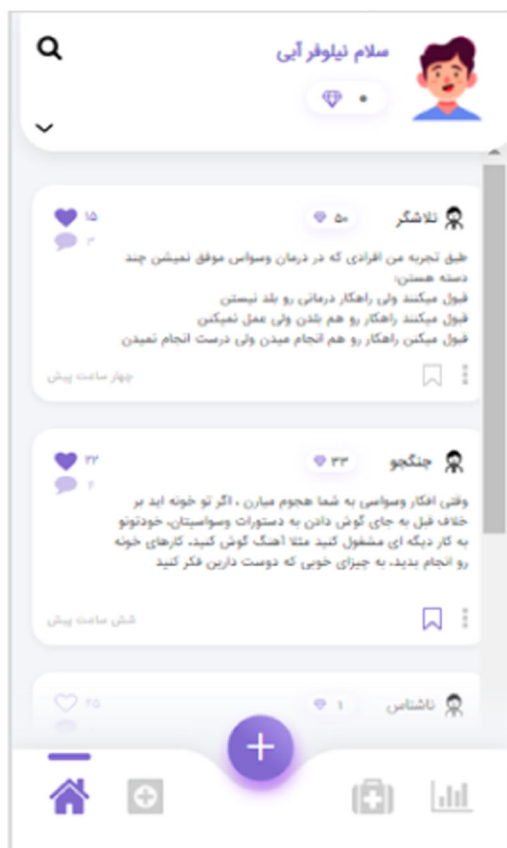 سلام نیلوفر آبی
۰
تلاشگر
۵۰
۱۵
۳
طبق تجربه من افرادی که در درمان وسواس موفق نمیشن چند
دسته هستن:
قبول میکنند ولی راهکار درمانی رو بلد نیستن
قبول میکنند راهکار رو هم بلدن ولی عمل نمیکنن
قبول میکنن راهکار رو هم انجام میدن ولی درست انجام نمیدن
چهار ساعت پیش
جنگجو
۳۳
۲۲
۴
وقتی افکار وسواسی به شما هجوم میارن ، اگر تو خونه اید بر
خلاف قبل به جای گوش دادن به دستورات وسواسیتان، خودتونو
به کار دیگه ای مشغول کنید مثلا آهنگ گوش کنید، کارهای خونه
رو انجام بدید، به چیزای خوبی که دوست دارین فکر کنید
شش ساعت پیش
ناشناس
۱
۴۵